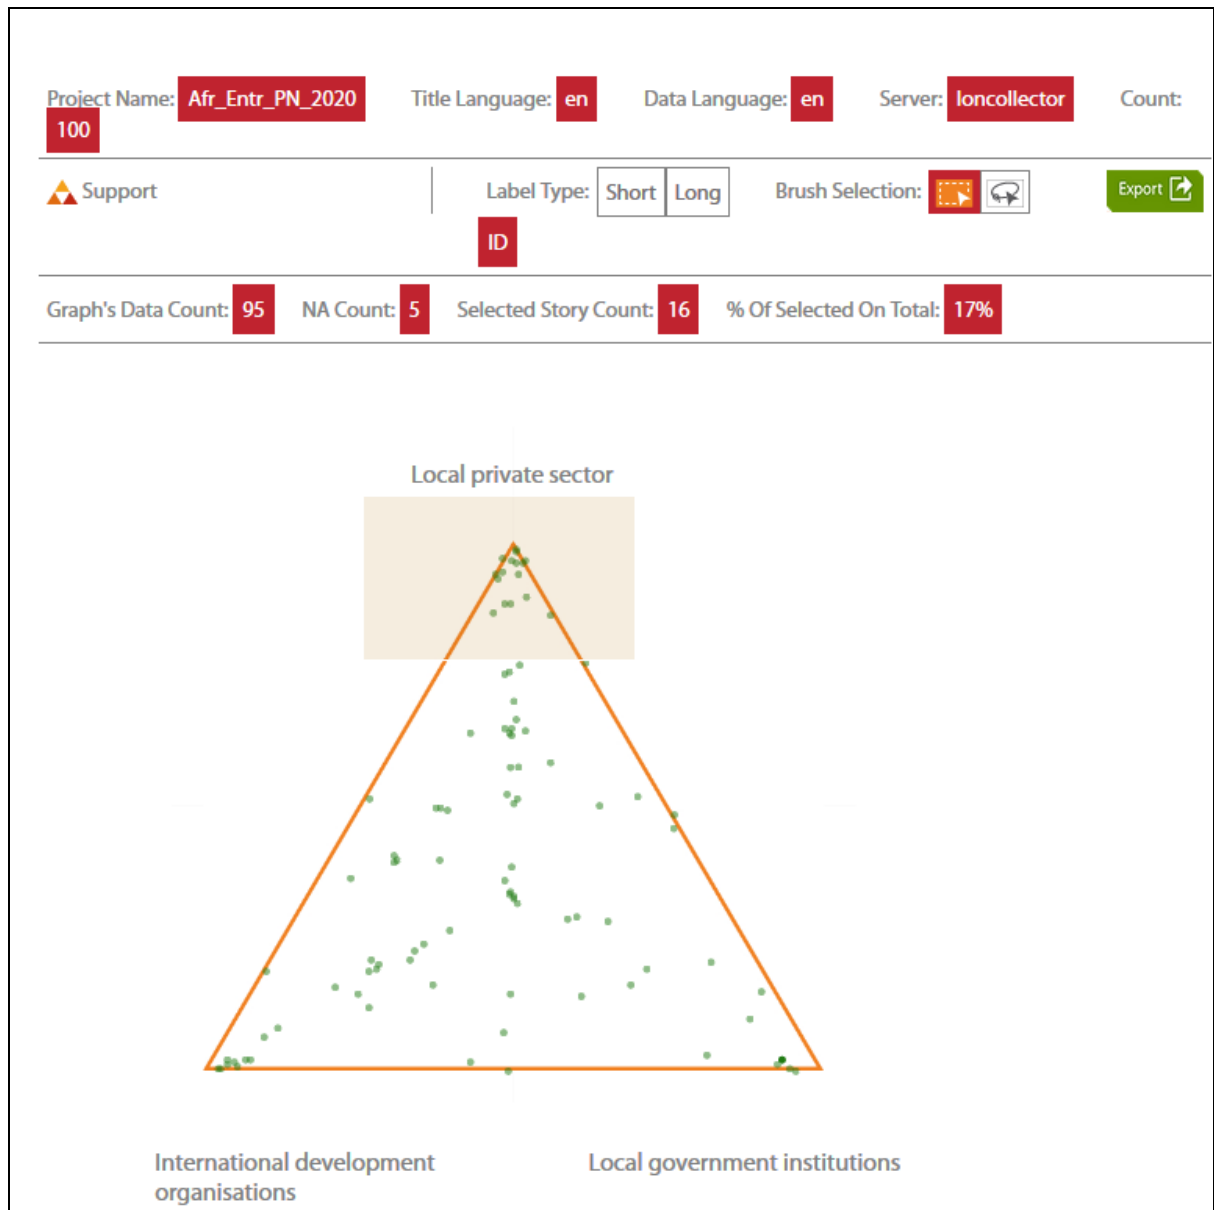 Project Name: Afr_Entr_PN_2020 Title Language: en Data Language: en Server: loncollector Count:
100
Support Label Type: Short Long Brush Selection: Export
ID
Graph's Data Count: 95 NA Count: 5 Selected Story Count: 16 % Of Selected On Total: 17%
Local private sector
International development Local government institutions
organisations